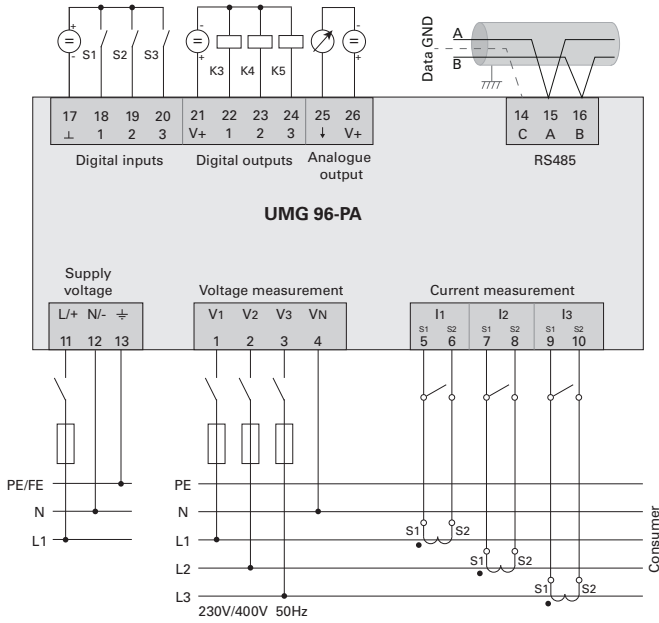 + - S1 S2 S3 - + K3 K4 K5 - +
Data GND A B
17 18 19 20 21 22 23 24 25 26
⊥ 1 2 3 V+ 1 2 3 ↓ V+
14 15 16
C A B
Digital inputs Digital outputs Analogue output
RS485
UMG 96-PA
Supply voltage
Voltage measurement
Current measurement
L/+ N/-
V1 V2 V3 VN
I1 I2 I3
S1 S2 S1 S2 S1 S2
11 12 13 1 2 3 4 5 6 7 8 9 10
PE/FE
N
L1
PE
N
L1
L2
L3
S1 S2
S1 S2
S1 S2
Consumer
230V/400V 50Hz